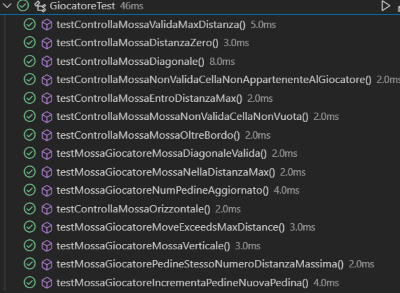 GiocatoreTest 46ms
testControllaMossaValidaMaxDistanza() 5.0ms
testControllaMossaDistanzaZero() 3.0ms
testControllaMossaDiagonale() 8.0ms
testControllaMossaNonValidaCellaNonAppartenenteAlGiocatore() 2.0ms
testControllaMossaEntroDistanzaMax() 2.0ms
testControllaMossaMossaNonValidaCellaNonVuota() 2.0ms
testControllaMossaMossaOltreBordo() 2.0ms
testMossaGiocatoreMossaDiagonaleValida() 2.0ms
testMossaGiocatoreMossaNellaDistanzaMax() 2.0ms
testMossaGiocatoreNumPedineAggiornato() 4.0ms
testControllaMossaOrizzontale() 2.0ms
testMossaGiocatoreMoveExceedsMaxDistance() 3.0ms
testMossaGiocatoreMossaVerticale() 3.0ms
testMossaGiocatorePedineStessoNumeroDistanzaMassima() 2.0ms
testMossaGiocatoreIncrementaPedineNuovaPedina() 4.0ms